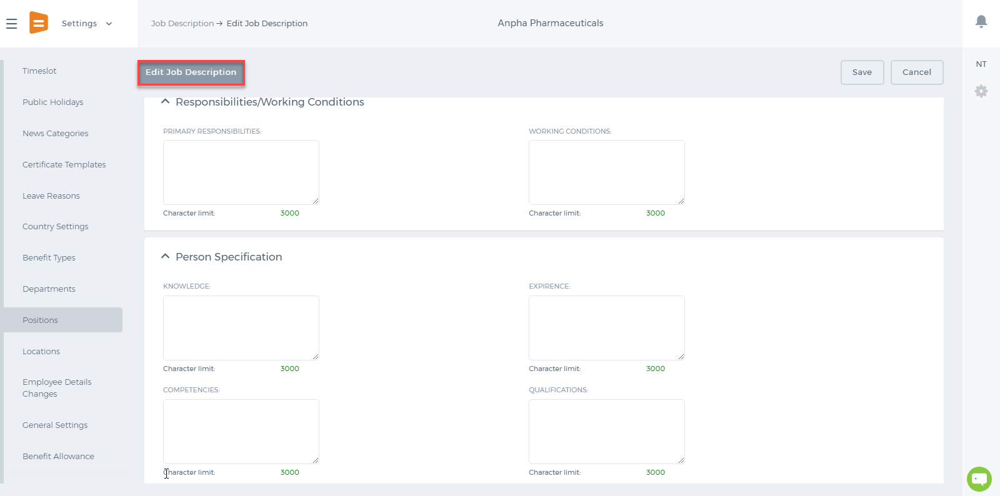 Settings
Job Description → Edit Job Description
Anpha Pharmaceuticals
NT
Timeslot
Public Holidays
News Categories
Certificate Templates
Leave Reasons
Country Settings
Benefit Types
Departments
Positions
Locations
Employee Details
Changes
General Settings
Benefit Allowance
Edit Job Description
Save
Cancel
Responsibilities/Working Conditions
PRIMARY RESPONSIBILITIES:
WORKING CONDITIONS:
Character limit: 3000
Character limit: 3000
Person Specification
KNOWLEDGE:
EXPIRENCE:
Character limit: 3000
Character limit: 3000
COMPETENCIES:
QUALIFICATIONS:
Character limit: 3000
Character limit: 3000